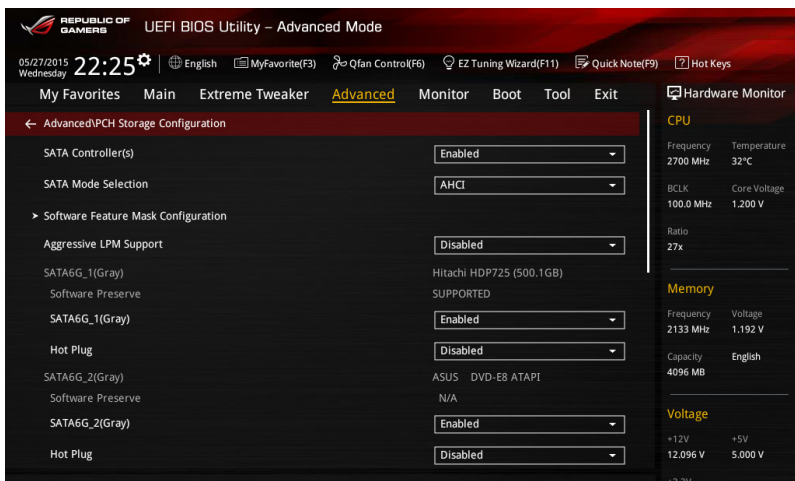 REPUBLIC OF
GAMERS
UEFI BIOS Utility – Advanced Mode
05/27/2015
Wednesday
22:25
English
MyFavorite(F3)
Qfan Control(F6)
EZ Tuning Wizard(F11)
Quick Note(F9)
? Hot Keys
My Favorites Main Extreme Tweaker Advanced Monitor Boot Tool Exit
Hardware Monitor
← Advanced\PCH Storage Configuration
SATA Controller(s) Enabled
SATA Mode Selection AHCI
> Software Feature Mask Configuration
Aggressive LPM Support Disabled
SATA6G_1(Gray) Hitachi HDP725 (500.1GB)
Software Preserve SUPPORTED
SATA6G_1(Gray) Enabled
Hot Plug Disabled
SATA6G_2(Gray) ASUS DVD-E8 ATAPI
Software Preserve N/A
SATA6G_2(Gray) Enabled
Hot Plug Disabled
CPU
Frequency Temperature
2700 MHz 32°C
BCLK Core Voltage
100.0 MHz 1.200 V
Ratio
27x
Memory
Frequency Voltage
2133 MHz 1.192 V
Capacity English
4096 MB
Voltage
+12V +5V
12.096 V 5.000 V